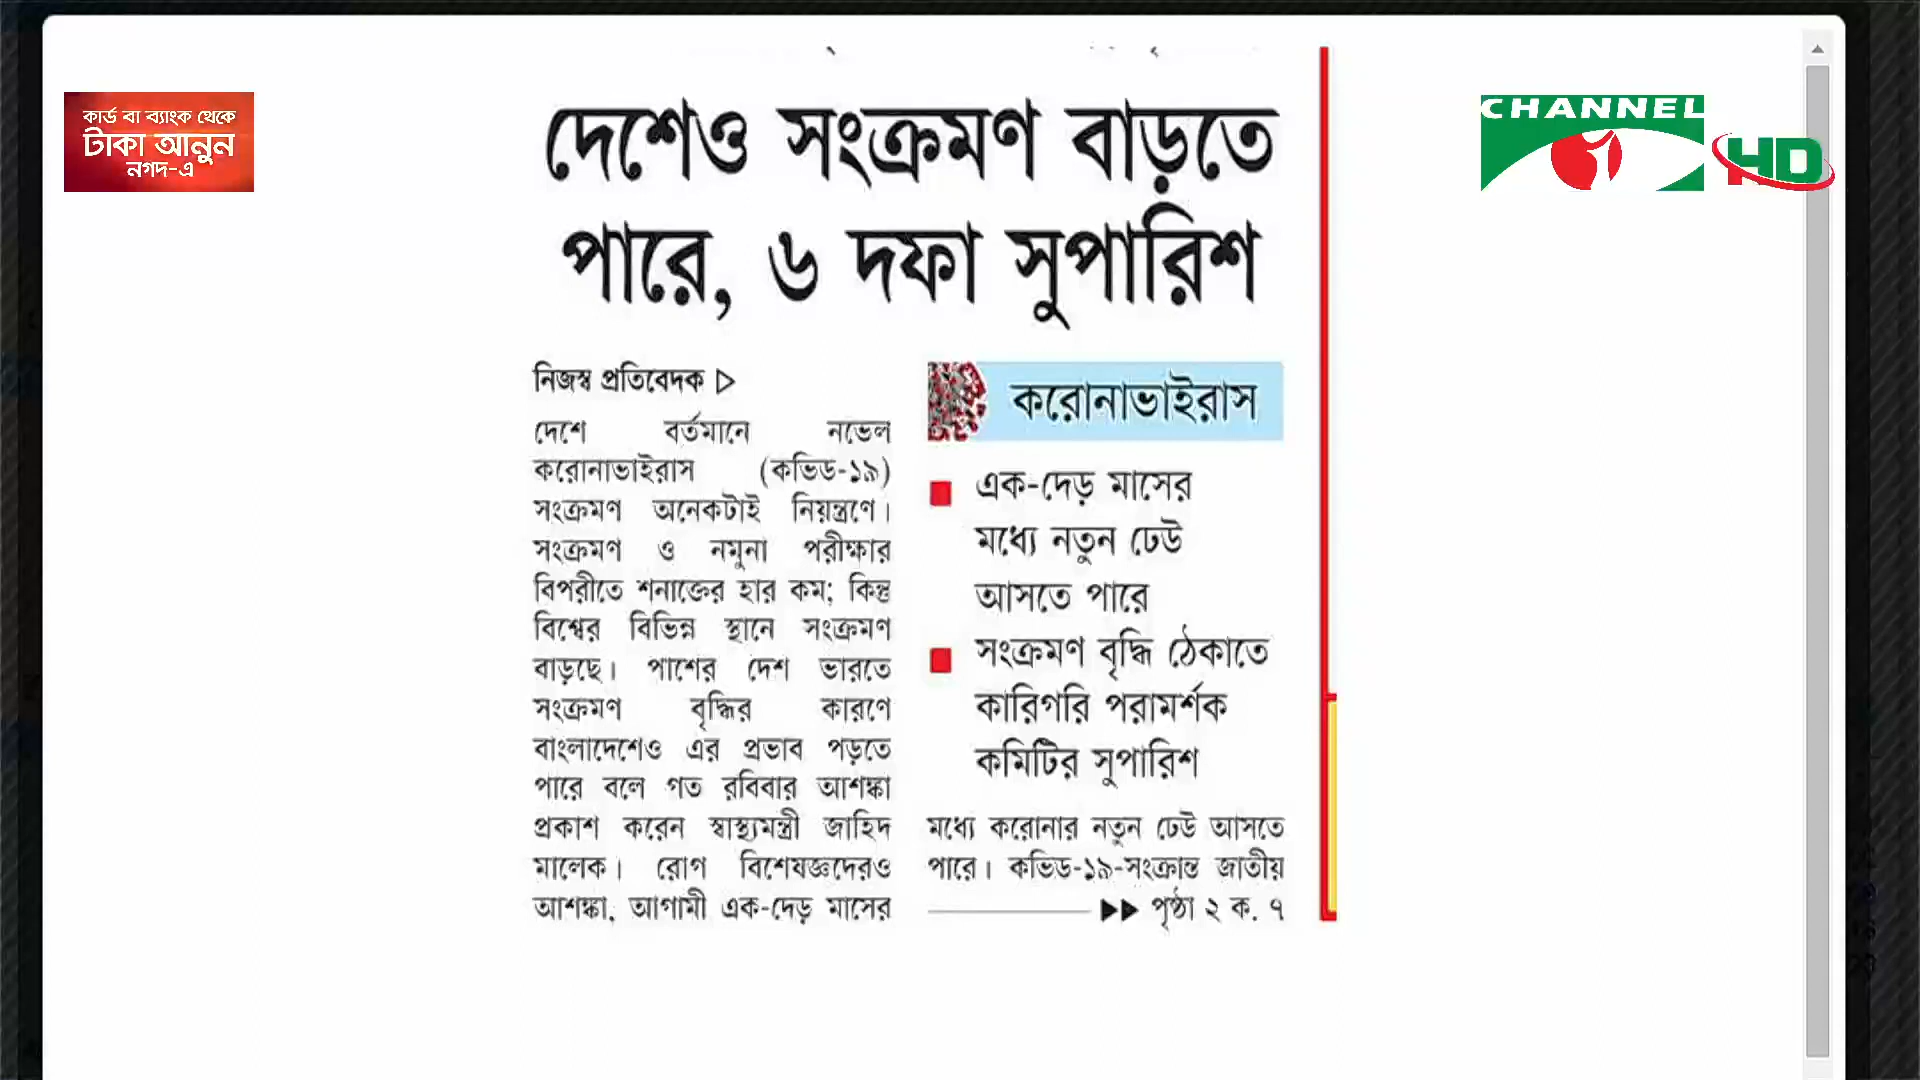 কার্ড বা ব্যাংক থেকে
টাকা আনুন
নগদ-এ
CHANNEL
i
HD
দেশেও সংক্রমণ বাড়তে
পারে, ৬ দফা সুপারিশ
নিজস্ব প্রতিবেদক ▷
দেশে বর্তমানে নভেল
করোনাভাইরাস (কভিড-১৯)
সংক্রমণ অনেকটাই নিয়ন্ত্রণে।
সংক্রমণ ও নমুনা পরীক্ষার
বিপরীতে শনাক্তের হার কম; কিন্তু
বিশ্বের বিভিন্ন স্থানে সংক্রমণ
বাড়ছে। পাশের দেশ ভারতে
সংক্রমণ বৃদ্ধির কারণে
বাংলাদেশেও এর প্রভাব পড়তে
পারে বলে গত রবিবার আশঙ্কা
প্রকাশ করেন স্বাস্থ্যমন্ত্রী জাহিদ
মালেক। রোগ বিশেষজ্ঞদেরও
আশঙ্কা, আগামী এক-দেড় মাসের
করোনাভাইরাস
এক-দেড় মাসের
মধ্যে নতুন ঢেউ
আসতে পারে
সংক্রমণ বৃদ্ধি ঠেকাতে
কারিগরি পরামর্শক
কমিটির সুপারিশ
মধ্যে করোনার নতুন ঢেউ আসতে
পারে। কভিড-১৯-সংক্রান্ত জাতীয়
▶▶ পৃষ্ঠা ২ ক. ৭